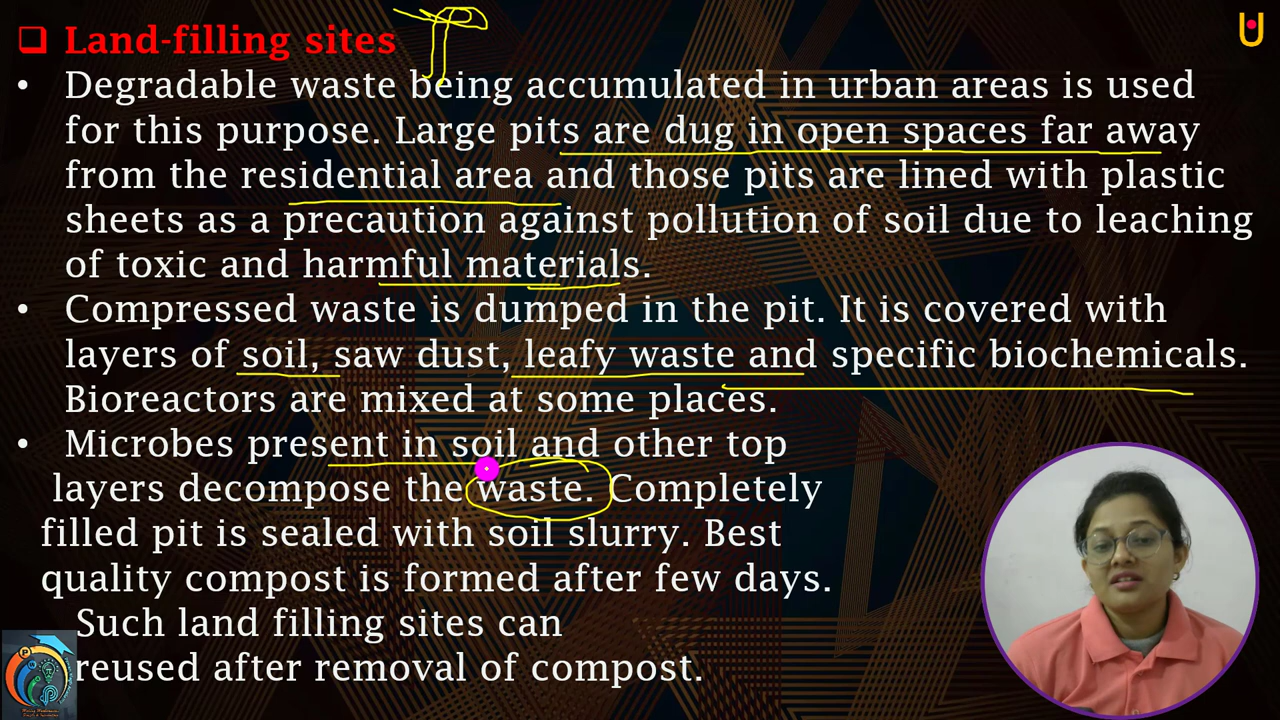 Land-filling sites
• Degradable waste being accumulated in urban areas is used
for this purpose. Large pits are dug in open spaces far away
from the residential area and those pits are lined with plastic
sheets as a precaution against pollution of soil due to leaching
of toxic and harmful materials.
• Compressed waste is dumped in the pit. It is covered with
layers of soil, saw dust, leafy waste and specific biochemicals.
Bioreactors are mixed at some places.
• Microbes present in soil and other top
layers decompose the waste. Completely
filled pit is sealed with soil slurry. Best
quality compost is formed after few days.
Such land filling sites can
reused after removal of compost.